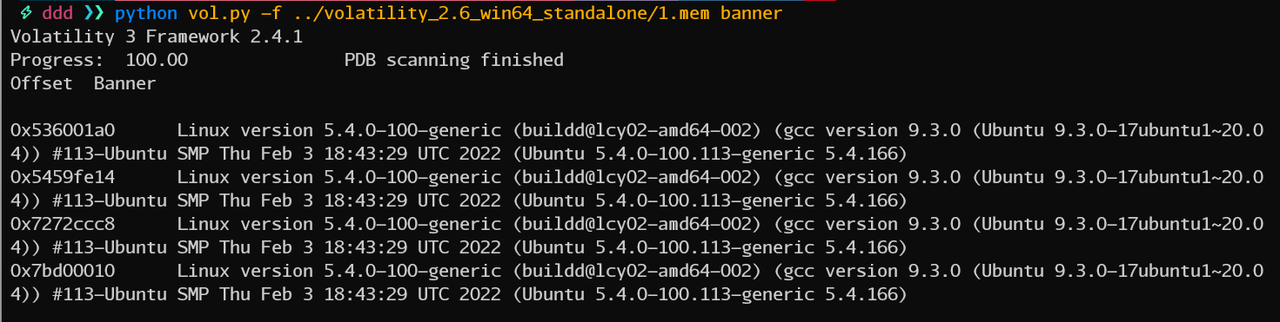 ⚡ ddd ❯❯ python vol.py -f ../volatility_2.6_win64_standalone/1.mem banner
Volatility 3 Framework 2.4.1
Progress:  100.00               PDB scanning finished
Offset  Banner
0x536001a0      Linux version 5.4.0-100-generic (buildd@lcy02-amd64-002) (gcc version 9.3.0 (Ubuntu 9.3.0-17ubuntu1~20.0
4)) #113-Ubuntu SMP Thu Feb 3 18:43:29 UTC 2022 (Ubuntu 5.4.0-100.113-generic 5.4.166)
0x5459fe14      Linux version 5.4.0-100-generic (buildd@lcy02-amd64-002) (gcc version 9.3.0 (Ubuntu 9.3.0-17ubuntu1~20.0
4)) #113-Ubuntu SMP Thu Feb 3 18:43:29 UTC 2022 (Ubuntu 5.4.0-100.113-generic 5.4.166)
0x7272ccc8      Linux version 5.4.0-100-generic (buildd@lcy02-amd64-002) (gcc version 9.3.0 (Ubuntu 9.3.0-17ubuntu1~20.0
4)) #113-Ubuntu SMP Thu Feb 3 18:43:29 UTC 2022 (Ubuntu 5.4.0-100.113-generic 5.4.166)
0x7bd00010      Linux version 5.4.0-100-generic (buildd@lcy02-amd64-002) (gcc version 9.3.0 (Ubuntu 9.3.0-17ubuntu1~20.0
4)) #113-Ubuntu SMP Thu Feb 3 18:43:29 UTC 2022 (Ubuntu 5.4.0-100.113-generic 5.4.166)